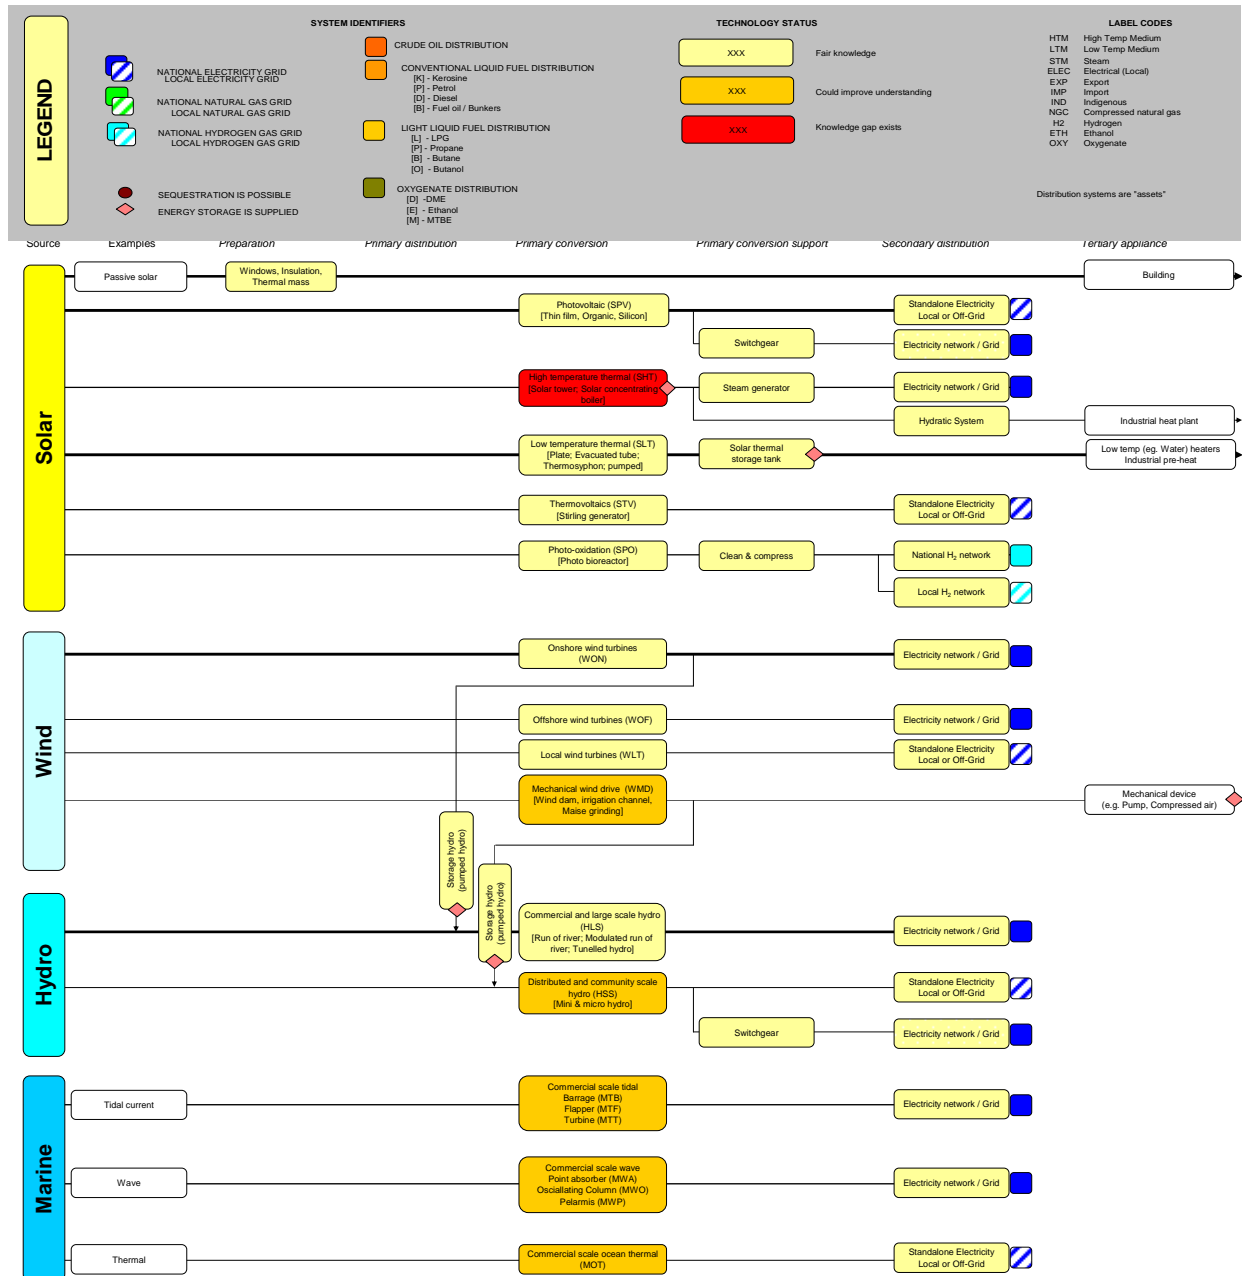 LEGEND
SYSTEM IDENTIFIERS
NATIONAL ELECTRICITY GRID
LOCAL ELECTRICITY GRID
NATIONAL NATURAL GAS GRID
LOCAL NATURAL GAS GRID
NATIONAL HYDROGEN GAS GRID
LOCAL HYDROGEN GAS GRID
SEQUESTRATION IS POSSIBLE
ENERGY STORAGE IS SUPPLIED
CRUDE OIL DISTRIBUTION
CONVENTIONAL LIQUID FUEL DISTRIBUTION
[K] - Kerosine
[P] - Petrol
[D] - Diesel
[B] - Fuel oil / Bunkers
LIGHT LIQUID FUEL DISTRIBUTION
[L] - LPG
[P] - Propane
[B] - Butane
[O] - Butanol
OXYGENATE DISTRIBUTION
[D] -DME
[E] - Ethanol
[M] - MTBE
TECHNOLOGY STATUS
XXX Fair knowledge
XXX Could improve understanding
XXX Knowledge gap exists
LABEL CODES
HTM High Temp Medium
LTM Low Temp Medium
STM Steam
ELEC Electrical (Local)
EXP Export
IMP Import
IND Indigenous
NGC Compressed natural gas
H2 Hydrogen
ETH Ethanol
OXY Oxygenate
Distribution systems are "assets"
Source Examples Preparation Primary distribution Primary conversion Primary conversion support Secondary distribution Tertiary appliance
Solar
Passive solar
Windows, Insulation,
Thermal mass
Building
Photovoltaic (SPV)
[Thin film, Organic, Silicon]
Standalone Electricity
Local or Off-Grid
Switchgear
Electricity network / Grid
High temperature thermal (SHT)
[Solar tower; Solar concentrating
boiler]
Steam generator
Electricity network / Grid
Hydratic System
Industrial heat plant
Low temperature thermal (SLT)
[Plate; Evacuated tube;
Thermosyphon; pumped]
Solar thermal
storage tank
Low temp (eg. Water) heaters
Industrial pre-heat
Thermovoltaics (STV)
[Stirling generator]
Standalone Electricity
Local or Off-Grid
Photo-oxidation (SPO)
[Photo bioreactor]
Clean & compress
National H2 network
Local H2 network
Wind
Onshore wind turbines
(WON)
Electricity network / Grid
Offshore wind turbines (WOF)
Electricity network / Grid
Local wind turbines (WLT)
Standalone Electricity
Local or Off-Grid
Mechanical wind drive (WMD)
[Wind dam, irrigation channel,
Maise grinding]
Mechanical device
(e.g. Pump, Compressed air)
Storage hydro
(pumped hydro)
Storage hydro
(pumped hydro)
Hydro
Commercial and large scale hydro
(HLS)
[Run of river; Modulated run of
river; Tunelled hydro]
Electricity network / Grid
Distributed and community scale
hydro (HSS)
[Mini & micro hydro]
Standalone Electricity
Local or Off-Grid
Switchgear
Electricity network / Grid
Marine
Tidal current
Commercial scale tidal
Barrage (MTB)
Flapper (MTF)
Turbine (MTT)
Electricity network / Grid
Wave
Commercial scale wave
Point absorber (MWA)
Osciallating Column (MWO)
Pelarmis (MWP)
Electricity network / Grid
Thermal
Commercial scale ocean thermal
(MOT)
Standalone Electricity
Local or Off-Grid